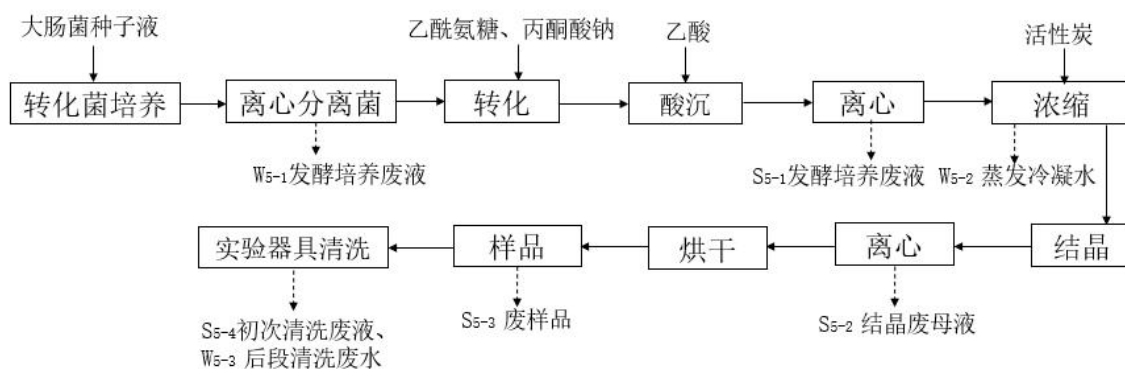 大肠菌种子液
乙酰氨糖、丙酮酸钠
乙酸
活性炭
转化菌培养
离心分离菌
转化
酸沉
离心
浓缩
W5-1发酵培养废液
S5-1发酵培养废液
W5-2 蒸发冷凝水
实验器具清洗
样品
烘干
离心
结晶
S5-4初次清洗废液、
W5-3 后段清洗废水
S5-3 废样品
S5-2 结晶废母液